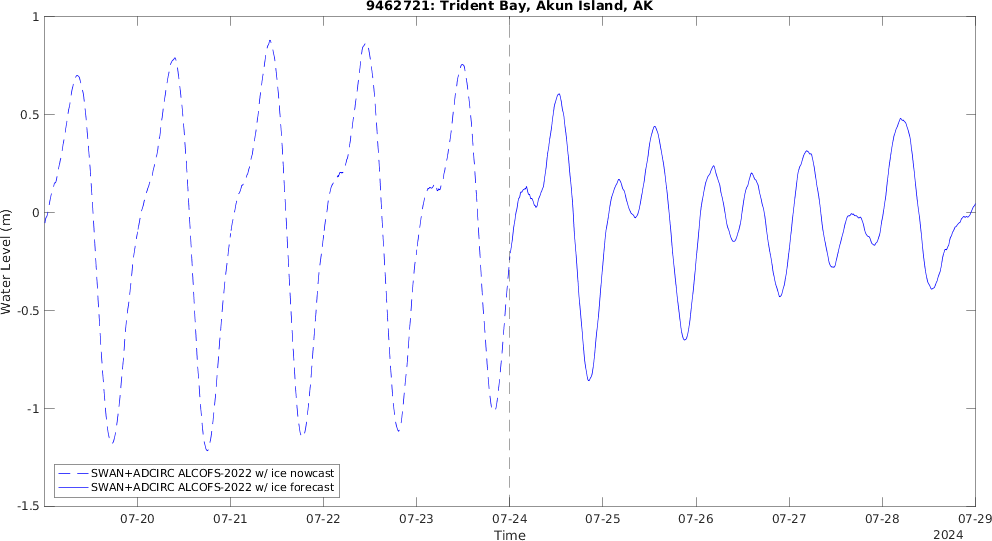 9462721: Trident Bay, Akun Island, AK
1
0.5
0
-0.5
-1
-1.5
Water Level (m)
SWAN+ADCIRC ALCOFS-2022 w/ ice nowcast
SWAN+ADCIRC ALCOFS-2022 w/ ice forecast
07-20 07-21 07-22 07-23 07-24 07-25 07-26 07-27 07-28 07-29
Time
2024